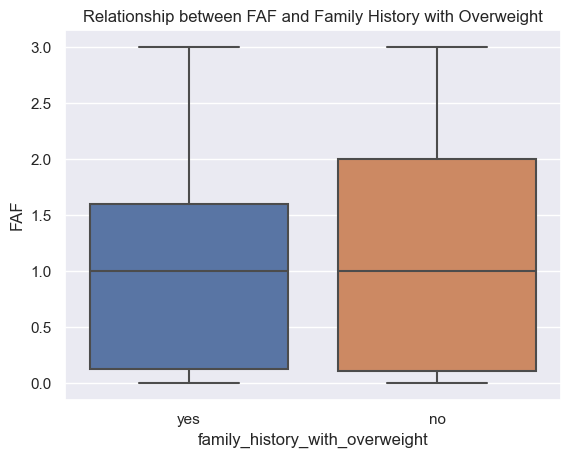 Relationship between FAF and Family History with Overweight
3.0
2.5
2.0
1.5
1.0
0.5
0.0
FAF
yes
no
family_history_with_overweight